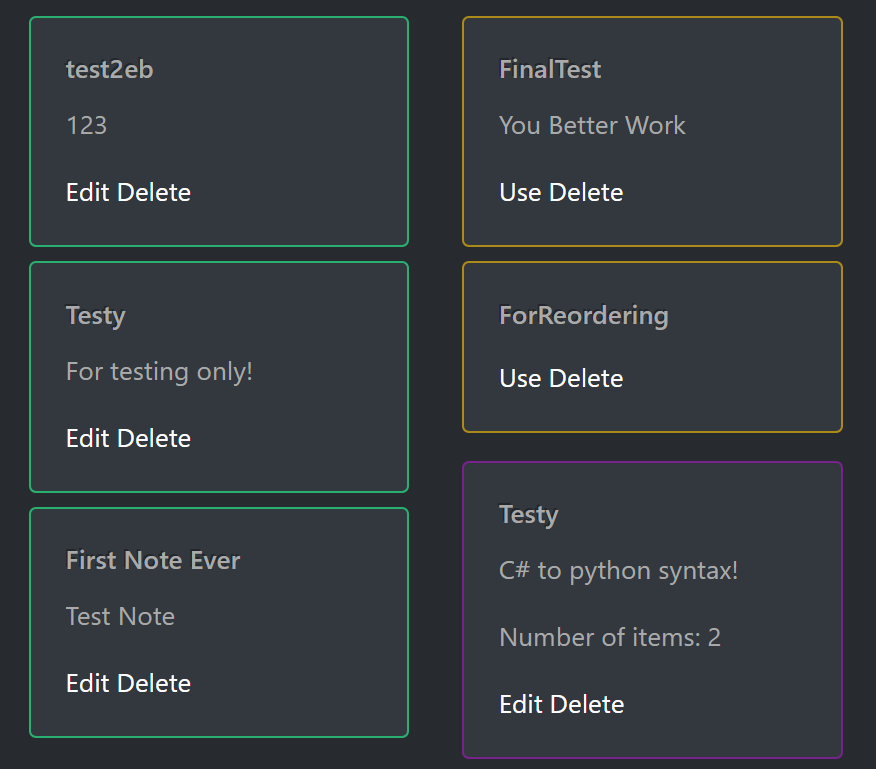 test2eb
123
Edit Delete
Testy
For testing only!
Edit Delete
First Note Ever
Test Note
Edit Delete
FinalTest
You Better Work
Use Delete
ForReordering
Use Delete
Testy
C# to python syntax!
Number of items: 2
Edit Delete